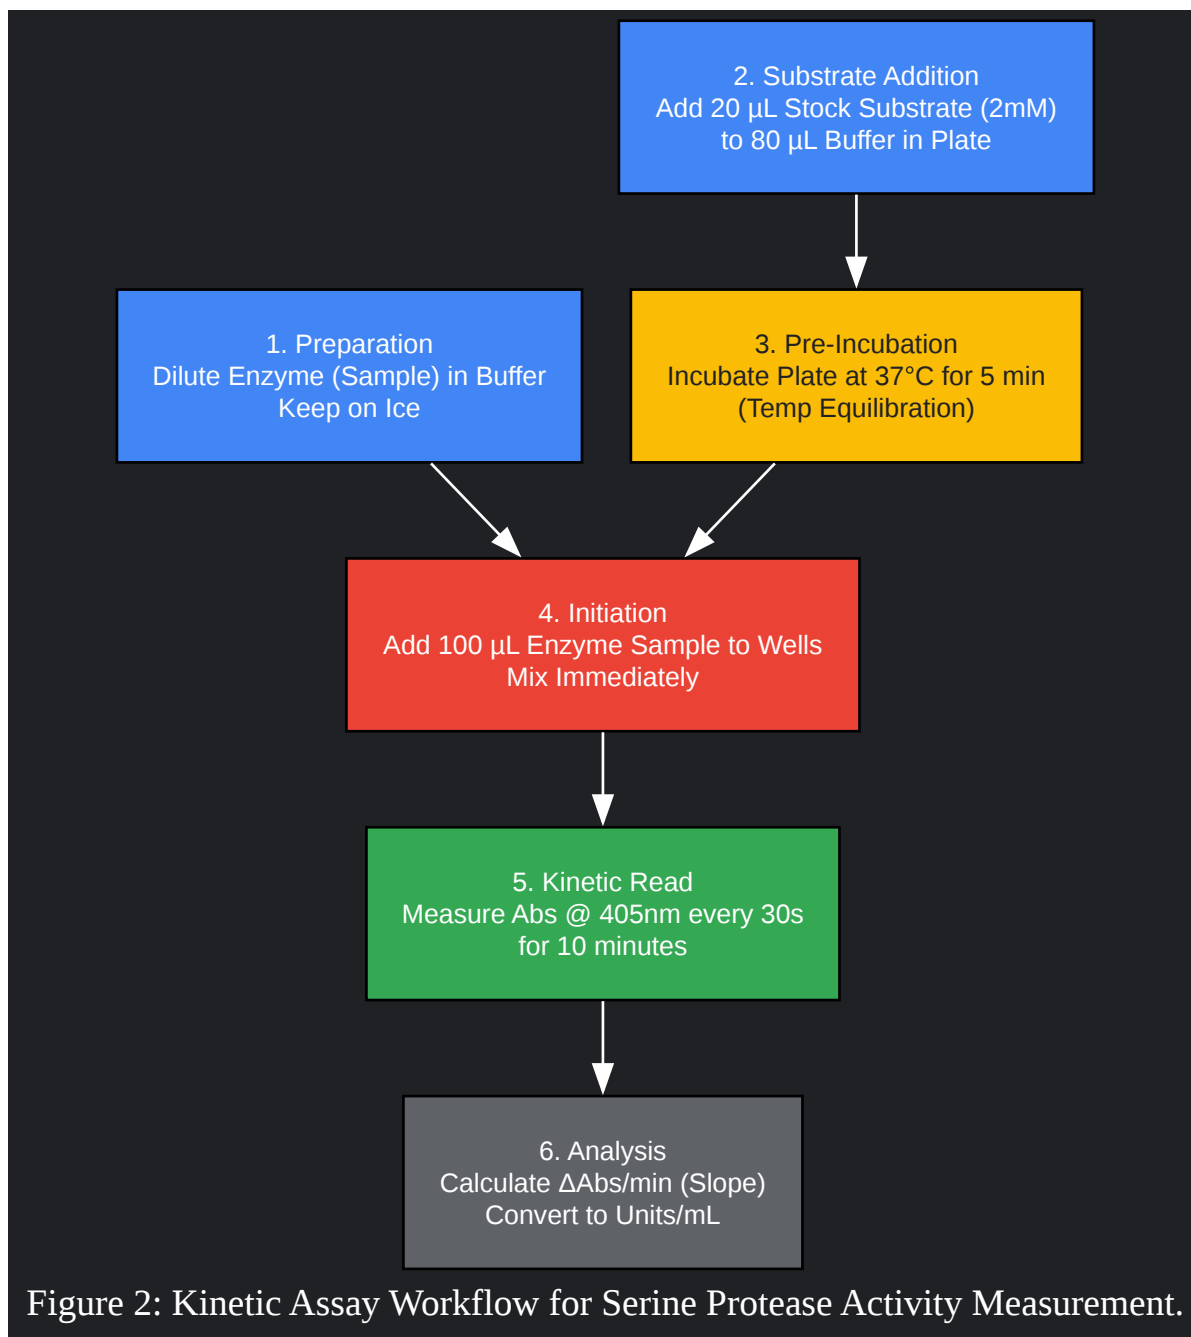 2. Substrate Addition
Add 20 µL Stock Substrate (2mM)
to 80 µL Buffer in Plate
1. Preparation
Dilute Enzyme (Sample) in Buffer
Keep on Ice
3. Pre-Incubation
Incubate Plate at 37°C for 5 min
(Temp Equilibration)
4. Initiation
Add 100 µL Enzyme Sample to Wells
Mix Immediately
5. Kinetic Read
Measure Abs @ 405nm every 30s
for 10 minutes
6. Analysis
Calculate ΔAbs/min (Slope)
Convert to Units/mL
Figure 2: Kinetic Assay Workflow for Serine Protease Activity Measurement.